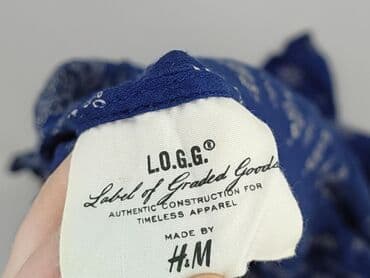 L.O.G.G.®
Label of Graded Goods
AUTHENTIC CONSTRUCTION FOR
TIMELESS APPAREL
MADE BY
H&M